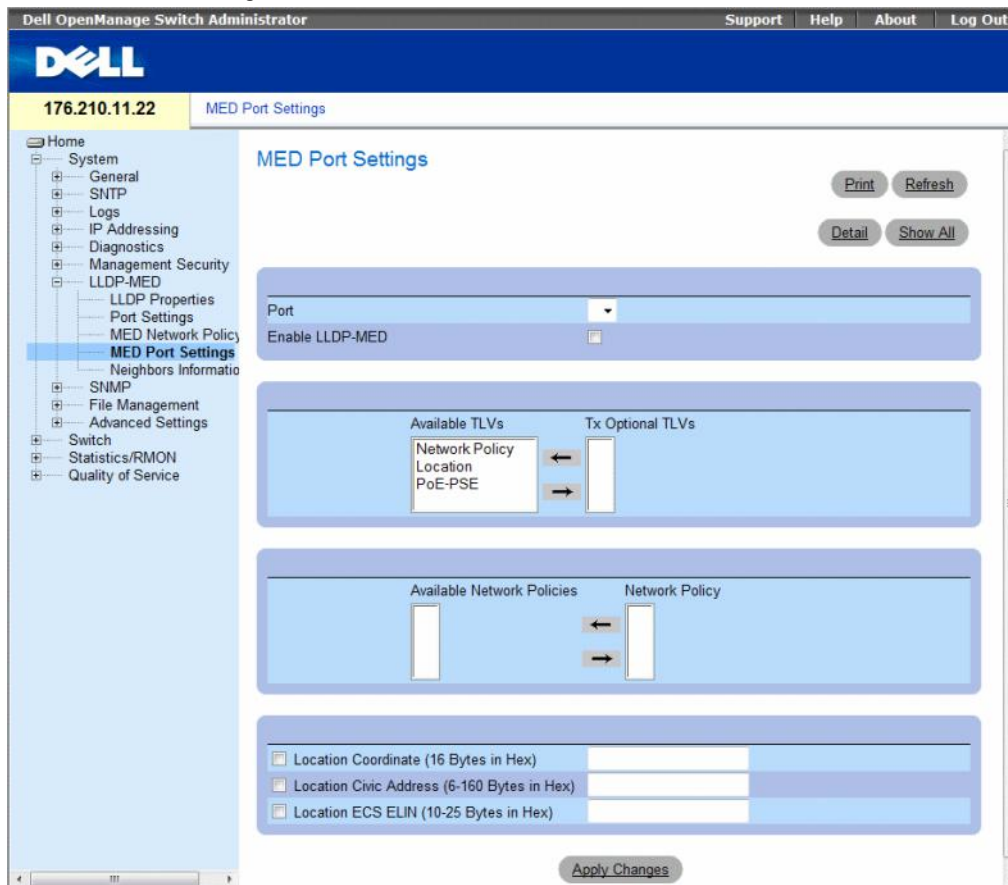 Dell OpenManage Switch Administrator
Support Help About Log Out
DELL
176.210.11.22
MED Port Settings
Home
System
General
SNTP
Logs
IP Addressing
Diagnostics
Management Security
LLDP-MED
LLDP Properties
Port Settings
MED Network Policy
MED Port Settings
Neighbors Informatio
SNMP
File Management
Advanced Settings
Switch
Statistics/RMON
Quality of Service
MED Port Settings
Print Refresh
Detail Show All
Port
Enable LLDP-MED
Available TLVs Tx Optional TLVs
Network Policy
Location
PoE-PSE
Available Network Policies Network Policy
Location Coordinate (16 Bytes in Hex)
Location Civic Address (6-160 Bytes in Hex)
Location ECS ELIN (10-25 Bytes in Hex)
Apply Changes